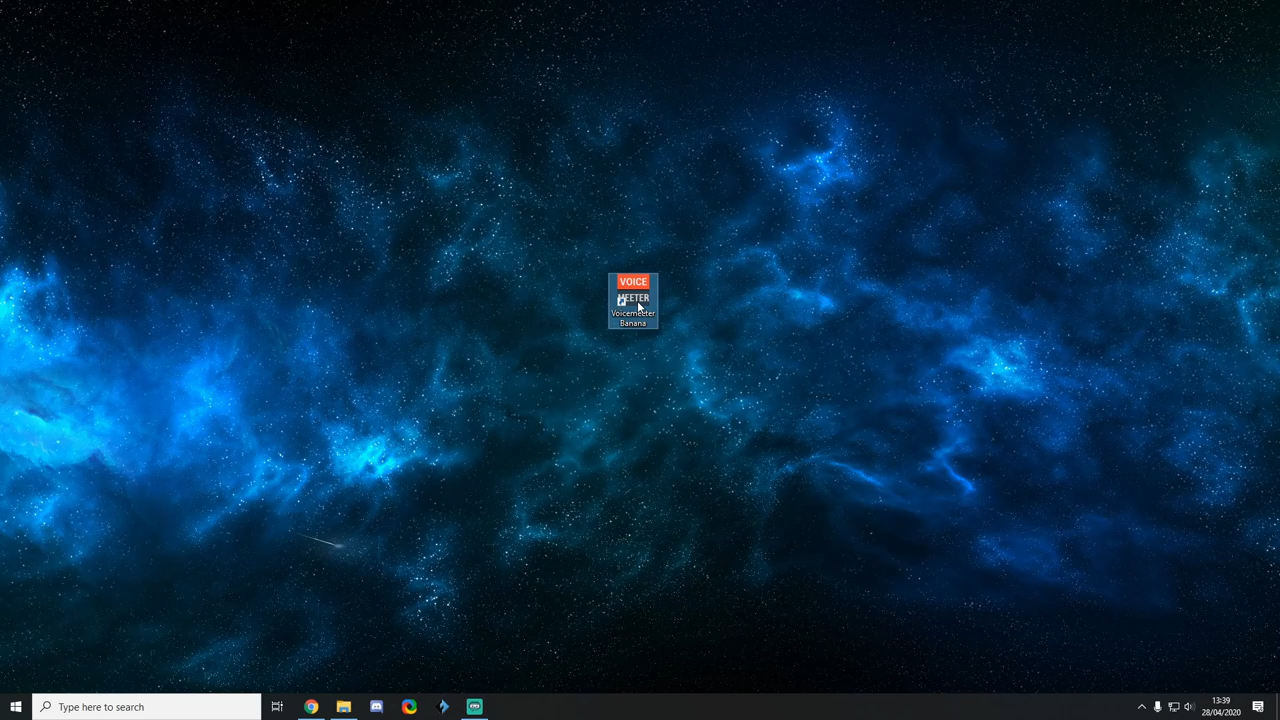 VOICE
MEETER
Voicemeeter
Banana
Type here to search
13:39
28/04/2020